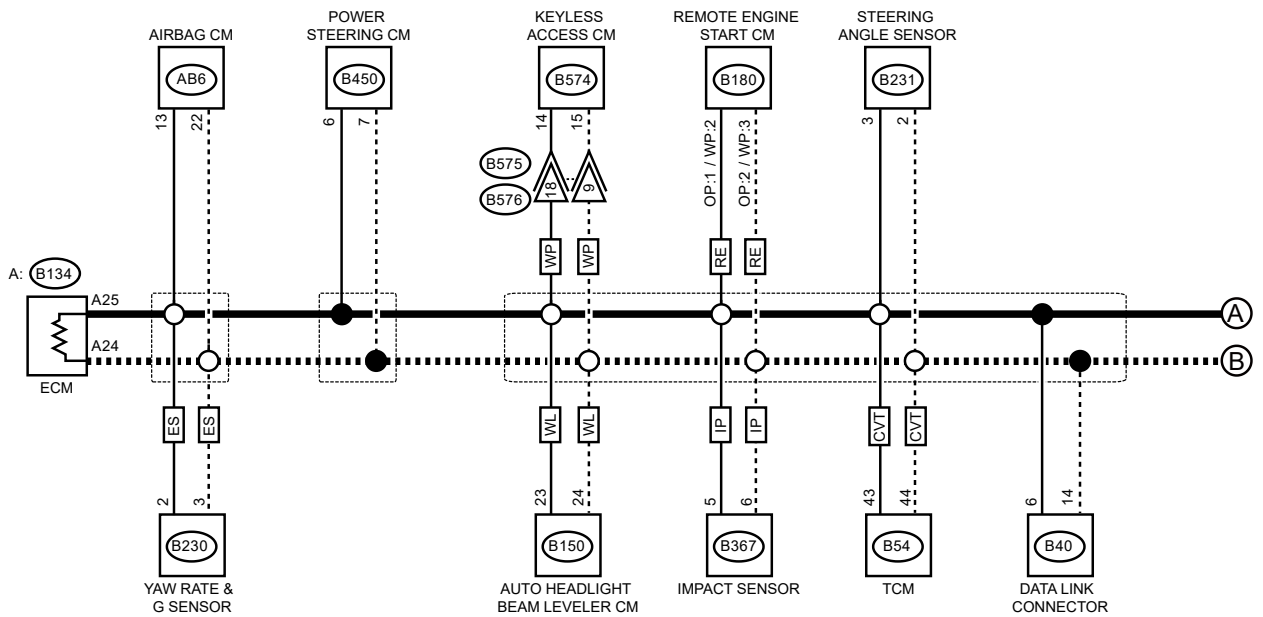 AIRBAG CM
POWER
STEERING CM
KEYLESS
ACCESS CM
REMOTE ENGINE
START CM
STEERING
ANGLE SENSOR
AB6
B450
B574
B180
B231
13
22
6
7
14
15
OP:1 / WP:2
OP:2 / WP:3
3
2
B575
B576
18
9
WP
WP
RE
RE
A: B134
A25
A24
ECM
A
B
ES
ES
WL
WL
IP
IP
CVT
CVT
2
3
23
24
5
6
43
44
6
14
B230
B150
B367
B54
B40
YAW RATE &
G SENSOR
AUTO HEADLIGHT
BEAM LEVELER CM
IMPACT SENSOR
TCM
DATA LINK
CONNECTOR